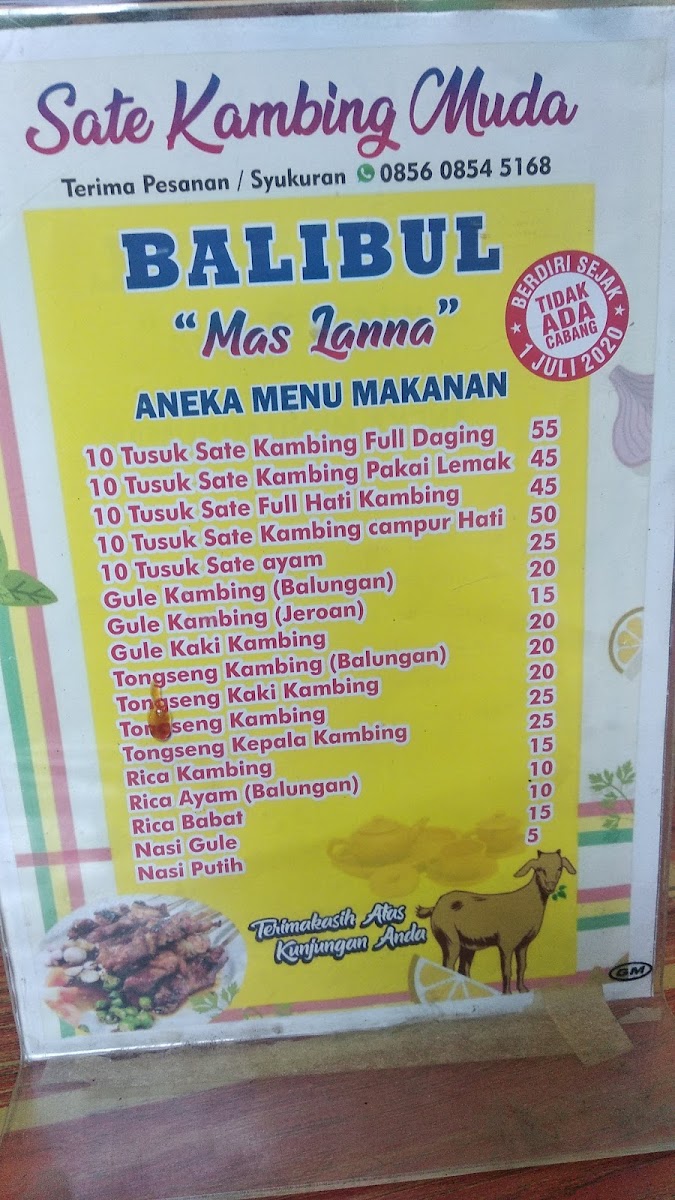 Sate Kambing Muda
Terima Pesanan / Syukuran 0856 0854 5168
BALIBUL
"Mas Lanna"
BERDIRI SEJAK
TIDAK
ADA
CABANG
1 JULI 2020
ANEKA MENU MAKANAN
10 Tusuk Sate Kambing Full Daging 55
10 Tusuk Sate Kambing Pakai Lemak 45
10 Tusuk Sate Full Hati Kambing 45
10 Tusuk Sate Kambing campur Hati 50
10 Tusuk Sate ayam 25
Gule Kambing (Balungan) 20
Gule Kambing (Jeroan) 15
Gule Kaki Kambing 20
Tongseng Kambing (Balungan) 20
Tongseng Kaki Kambing 20
Tongseng Kambing 25
Tongseng Kepala Kambing 25
Rica Kambing 15
Rica Ayam (Balungan) 10
Rica Babat 10
Nasi Gule 15
Nasi Putih 5
Terimakasih Atas
Kunjungan Anda
GM